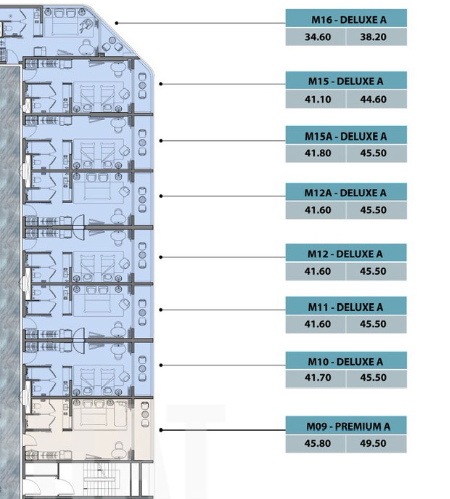 M16 - DELUXE A
34.60 38.20
M15 - DELUXE A
41.10 44.60
M15A - DELUXE A
41.80 45.50
M12A - DELUXE A
41.60 45.50
M12 - DELUXE A
41.60 45.50
M11 - DELUXE A
41.60 45.50
M10 - DELUXE A
41.70 45.50
M09 - PREMIUM A
45.80 49.50